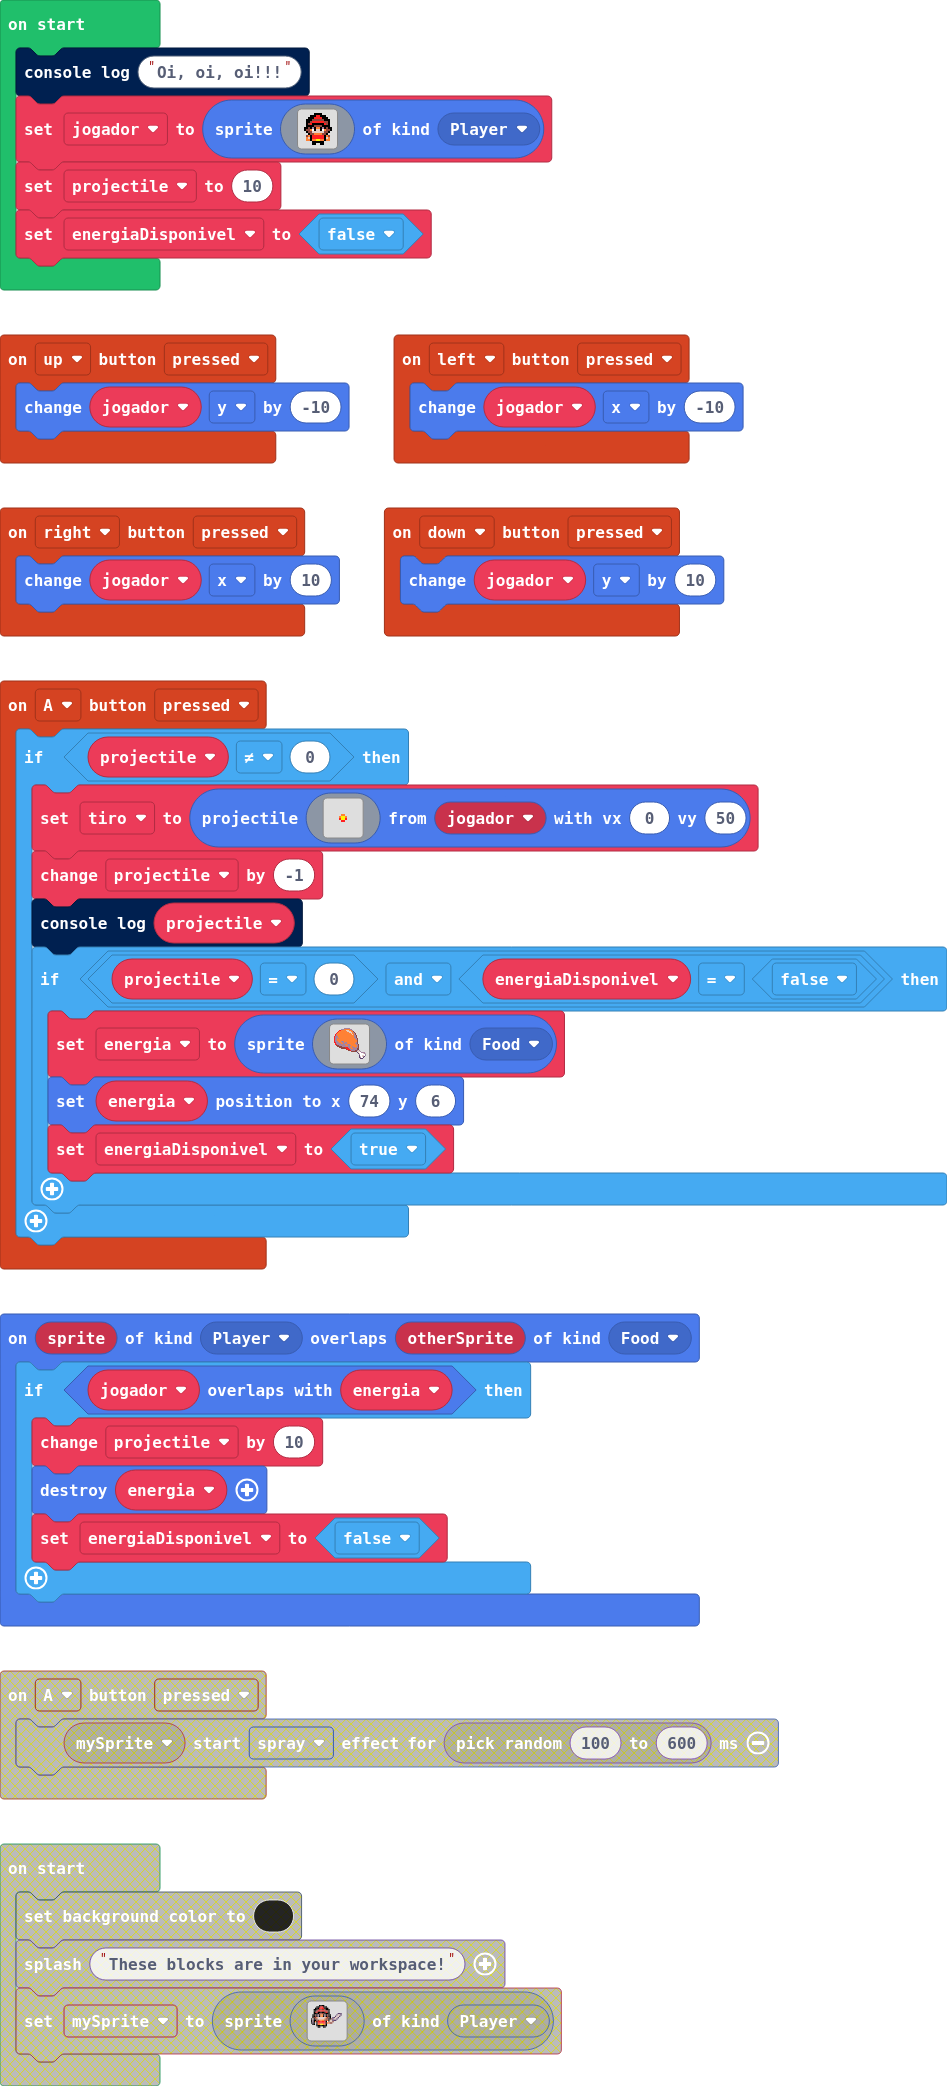 on start
console log "Oi, oi, oi!!!"
set jogador to sprite of kind Player
set projectile to 10
set energiaDisponivel to false
on up button pressed
change jogador y by -10
on left button pressed
change jogador x by -10
on right button pressed
change jogador x by 10
on down button pressed
change jogador y by 10
on A button pressed
if projectile ≠ 0 then
set tiro to projectile from jogador with vx 0 vy 50
change projectile by -1
console log projectile
if projectile = 0 and energiaDisponivel = false then
set energia to sprite of kind Food
set energia position to x 74 y 6
set energiaDisponivel to true
on sprite of kind Player overlaps otherSprite of kind Food
if jogador overlaps with energia then
change projectile by 10
destroy energia
set energiaDisponivel to false
on A button pressed
mySprite start spray effect for pick random 100 to 600 ms
on start
set background color to
splash "These blocks are in your workspace!"
set mySprite to sprite of kind Player